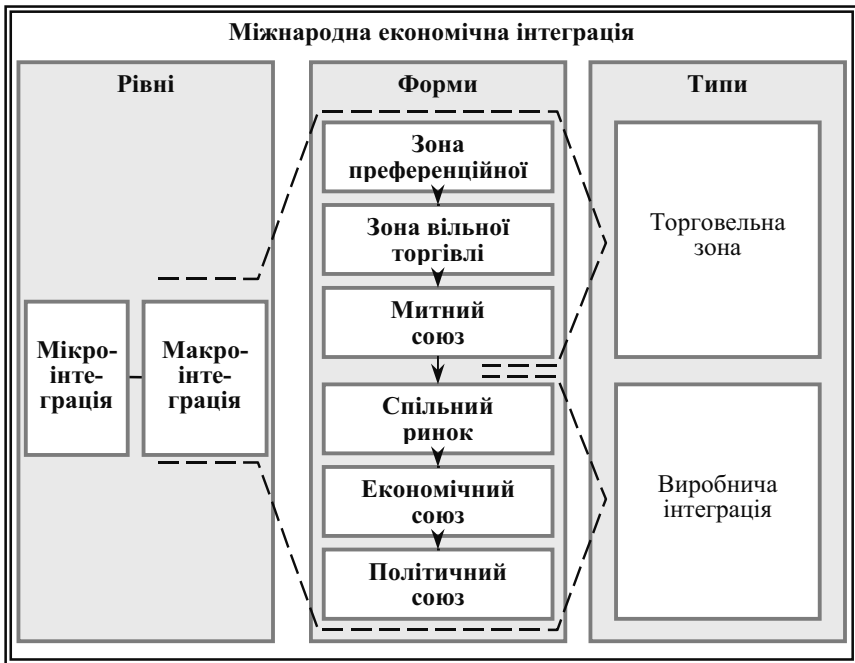 Міжнародна економічна інтеграція
Рівні
Мікро-
інте-
грація
Макро-
інте-
грація
Форми
Зона
преференційної
Зона вільної
торгівлі
Митний
союз
Спільний
ринок
Економічний
союз
Політичний
союз
Типи
Торговельна
зона
Виробнича
інтеграція